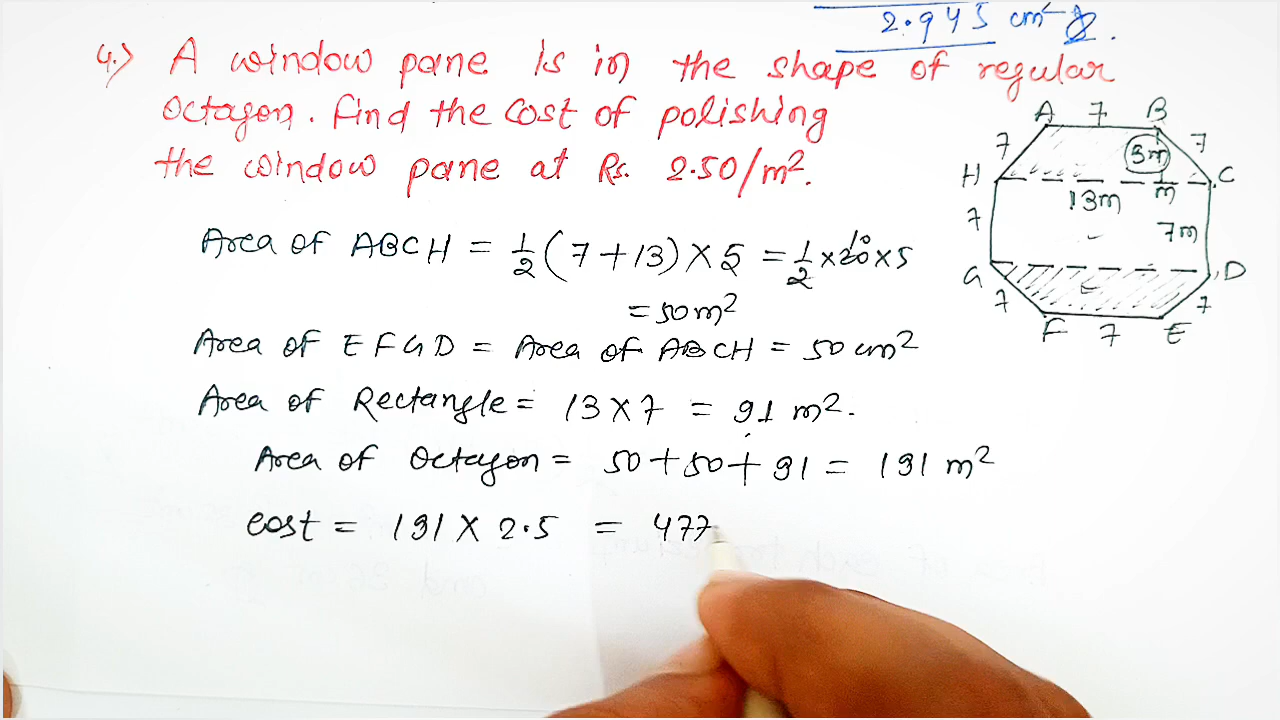 2.945 cm²
4.) A window pane is in the shape of regular
octagon. Find the cost of polishing
the window pane at Rs. 2.50/m².
A 7 B
7 3m 7
H 13m m C
7 7m
G D
7 7
F 7 E
Area of ABCH = 1/2 (7+13) × 5 = 1/2 × 20 10 × 5
= 50 m²
Area of EFGD = Area of ABCH = 50 cm²
Area of Rectangle = 13 × 7 = 91 m².
Area of Octagon = 50 + 50 + 91 = 191 m²
Cost = 191 × 2.5 = 477